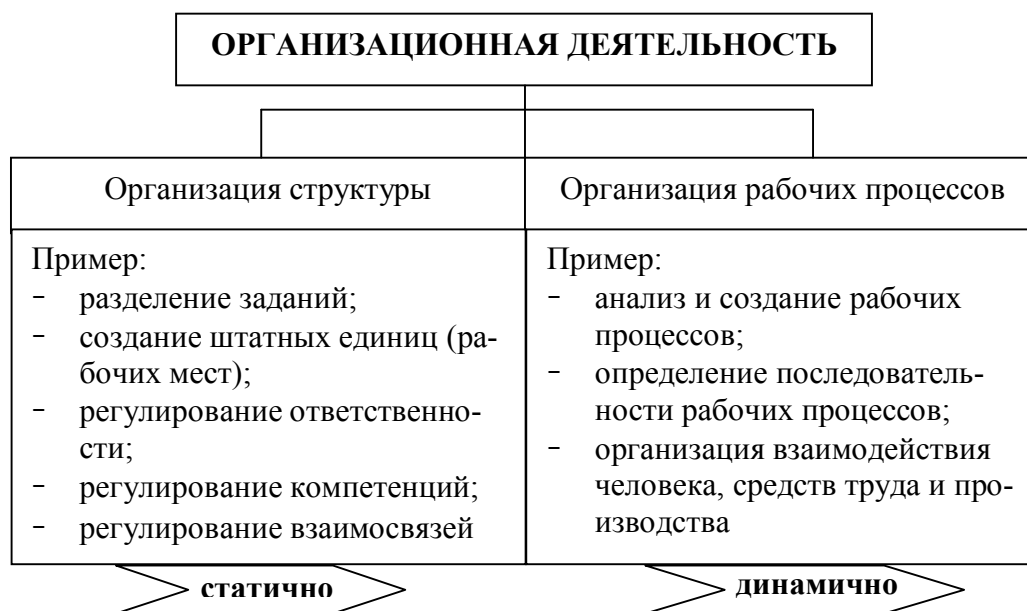 ОРГАНИЗАЦИОННАЯ ДЕЯТЕЛЬНОСТЬ
Организация структуры
Организация рабочих процессов
Пример:
- разделение заданий;
- создание штатных единиц (ра-
бочих мест);
- регулирование ответственно-
сти;
- регулирование компетенций;
- регулирование взаимосвязей
Пример:
- анализ и создание рабочих
процессов;
- определение последователь-
ности рабочих процессов;
- организация взаимодействия
человека, средств труда и про-
изводства
статично
динамично